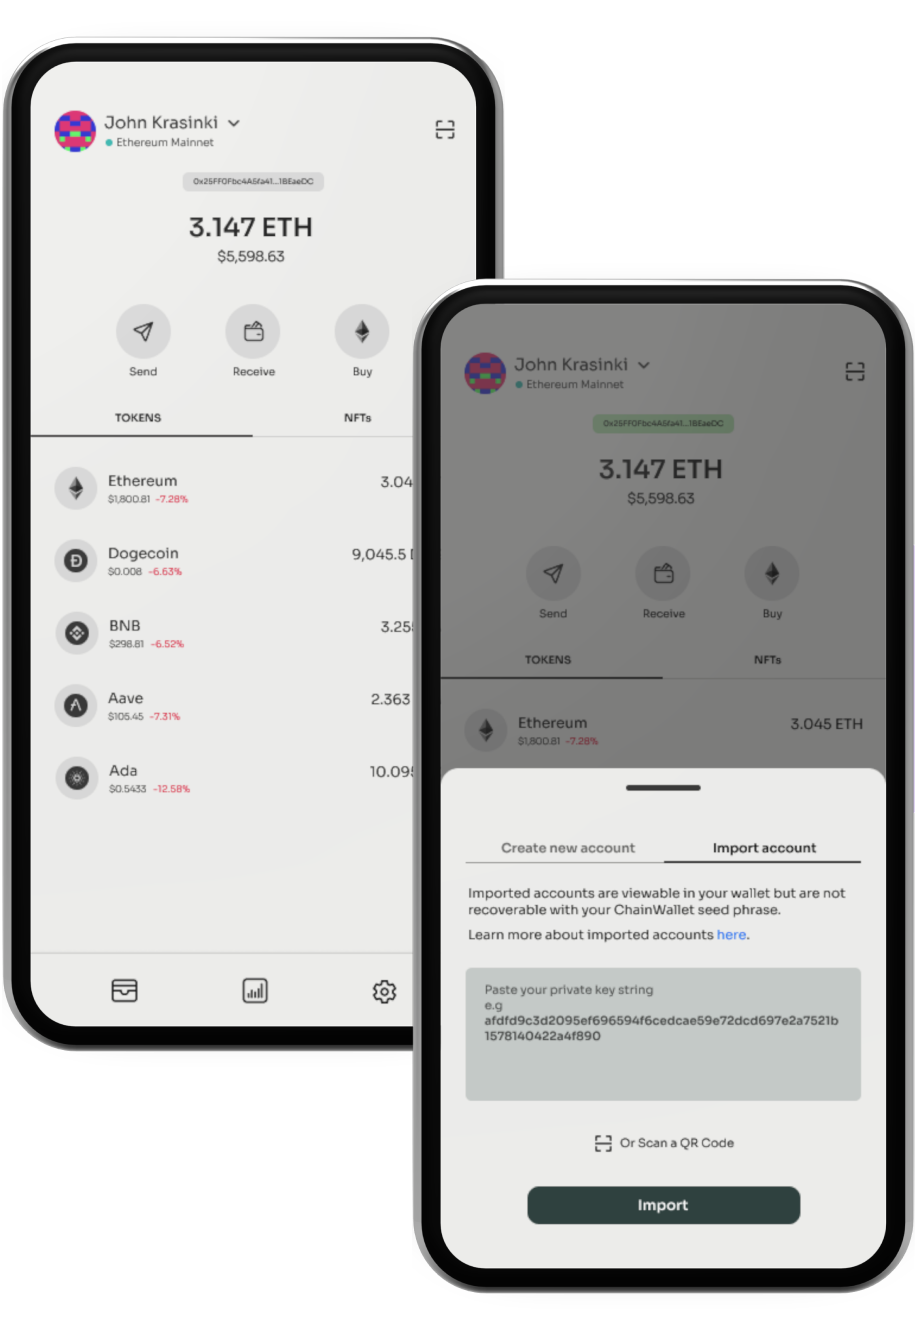 John Krasinki
Ethereum Mainnet
0x25FF0Fbc4A5fa41...1BEaeDC
3.147 ETH
$5,598.63
Send
Receive
Buy
TOKENS
NFTs
Ethereum
3.04
$1,800.81 -7.28%
Dogecoin
9,045.5
$0.008 -6.63%
BNB
3.25
$298.81 -6.52%
Aave
2.363
$105.45 -7.31%
Ada
10.095
$0.5433 -12.58%
John Krasinki
Ethereum Mainnet
0x25FF0Fbc4A5fa41...1BEaeDC
3.147 ETH
$5,598.63
Send
Receive
Buy
TOKENS
NFTs
Ethereum
3.045 ETH
$1,800.81 -7.28%
Create new account
Import account
Imported accounts are viewable in your wallet but are not
recoverable with your ChainWallet seed phrase.
Learn more about imported accounts here.
Paste your private key string
e.g
afdfd9c3d2095ef696594f6cedcae59e72dcd697e2a7521b
1578140422a4f890
Or Scan a QR Code
Import